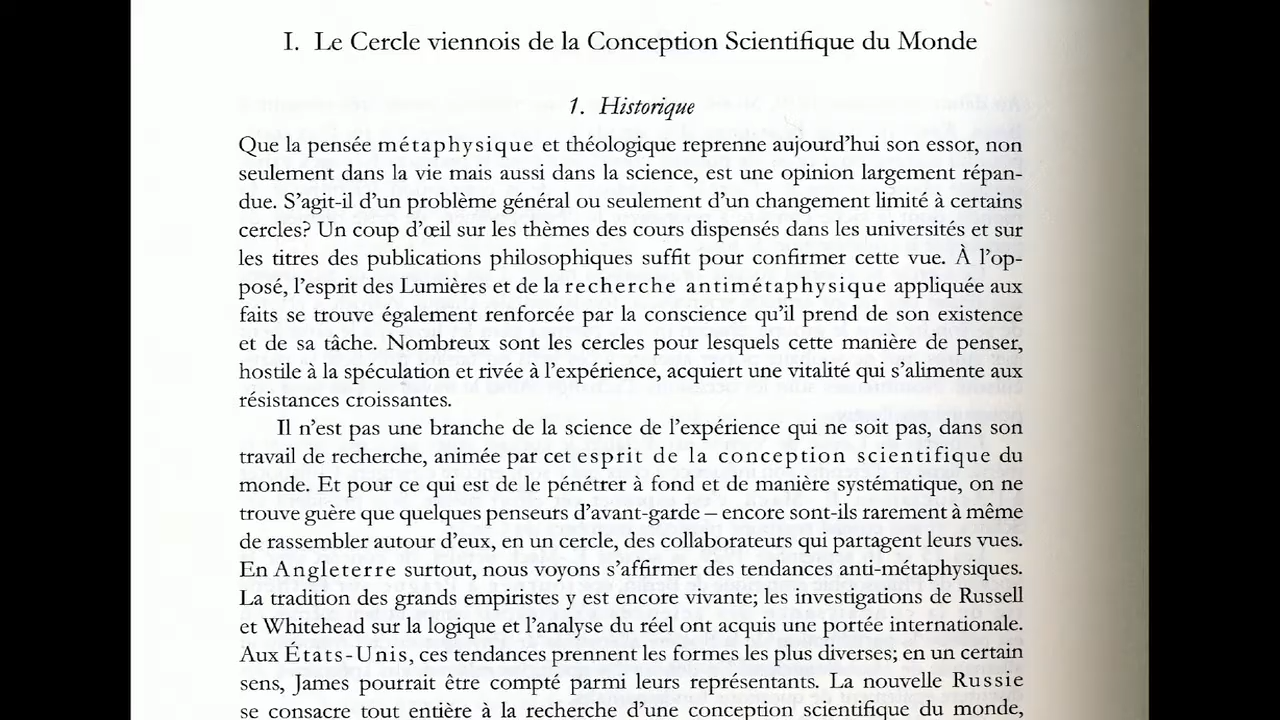 I. Le Cercle viennois de la Conception Scientifique du Monde
1. Historique
Que la pensée métaphysique et théologique reprenne aujourd'hui son essor, non
seulement dans la vie mais aussi dans la science, est une opinion largement répan-
due. S'agit-il d'un problème général ou seulement d'un changement limité à certains
cercles? Un coup d'œil sur les thèmes des cours dispensés dans les universités et sur
les titres des publications philosophiques suffit pour confirmer cette vue. À l'op-
posé, l'esprit des Lumières et de la recherche antimétaphysique appliquée aux
faits se trouve également renforcée par la conscience qu'il prend de son existence
et de sa tâche. Nombreux sont les cercles pour lesquels cette manière de penser,
hostile à la spéculation et rivée à l'expérience, acquiert une vitalité qui s'alimente aux
résistances croissantes.
Il n'est pas une branche de la science de l'expérience qui ne soit pas, dans son
travail de recherche, animée par cet esprit de la conception scientifique du
monde. Et pour ce qui est de le pénétrer à fond et de manière systématique, on ne
trouve guère que quelques penseurs d'avant-garde – encore sont-ils rarement à même
de rassembler autour d'eux, en un cercle, des collaborateurs qui partagent leurs vues.
En Angleterre surtout, nous voyons s'affirmer des tendances anti-métaphysiques.
La tradition des grands empiristes y est encore vivante; les investigations de Russell
et Whitehead sur la logique et l'analyse du réel ont acquis une portée internationale.
Aux États-Unis, ces tendances prennent les formes les plus diverses; en un certain
sens, James pourrait être compté parmi leurs représentants. La nouvelle Russie
se consacre tout entière à la recherche d'une conception scientifique du monde,